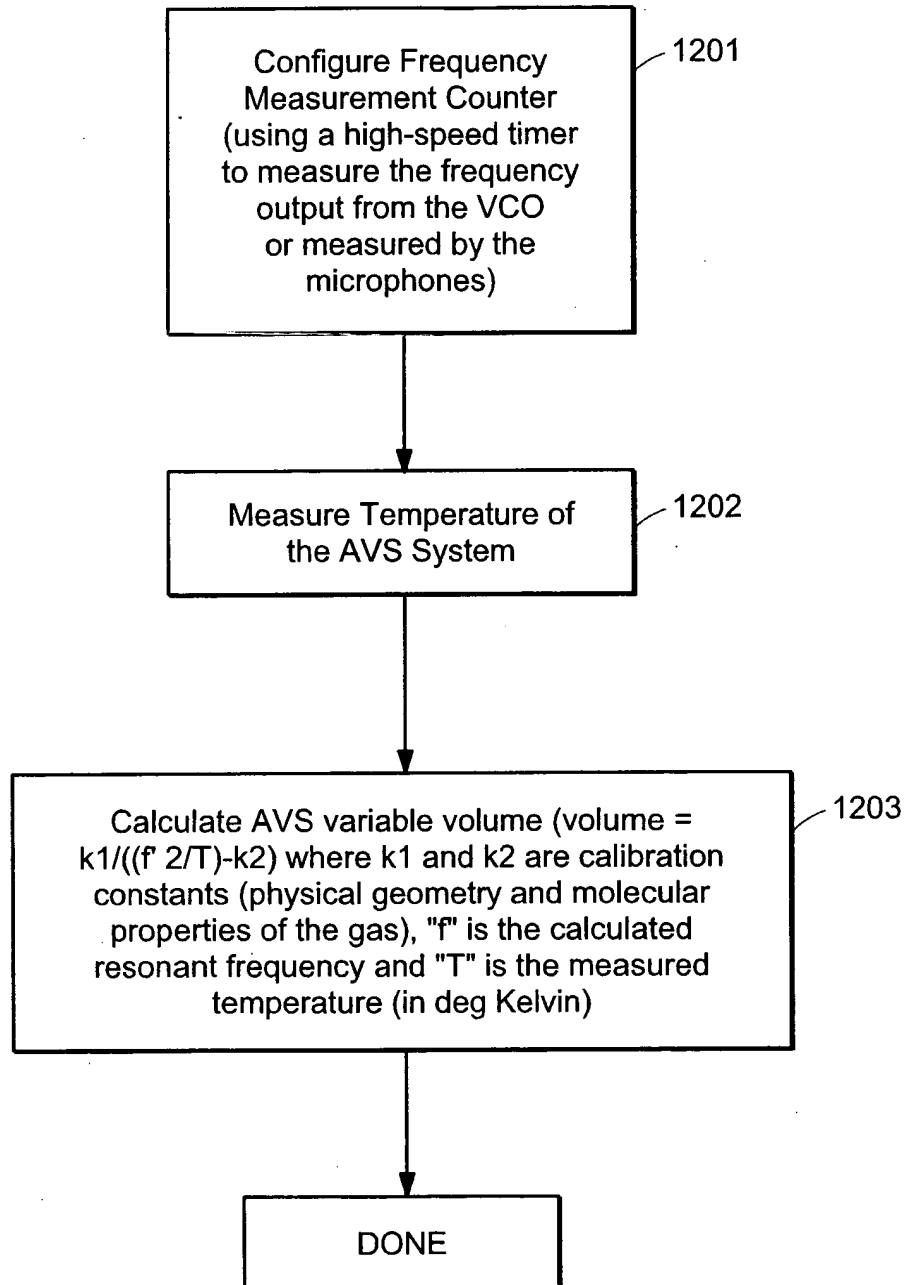 Configure Frequency
Measurement Counter
(using a high-speed timer
to measure the frequency
output from the VCO
or measured by the
microphones)
1201
Measure Temperature of
the AVS System
1202
Calculate AVS variable volume (volume =
k1/((f' 2/T)-k2) where k1 and k2 are calibration
constants (physical geometry and molecular
properties of the gas), "f" is the calculated
resonant frequency and "T" is the measured
temperature (in deg Kelvin)
1203
DONE